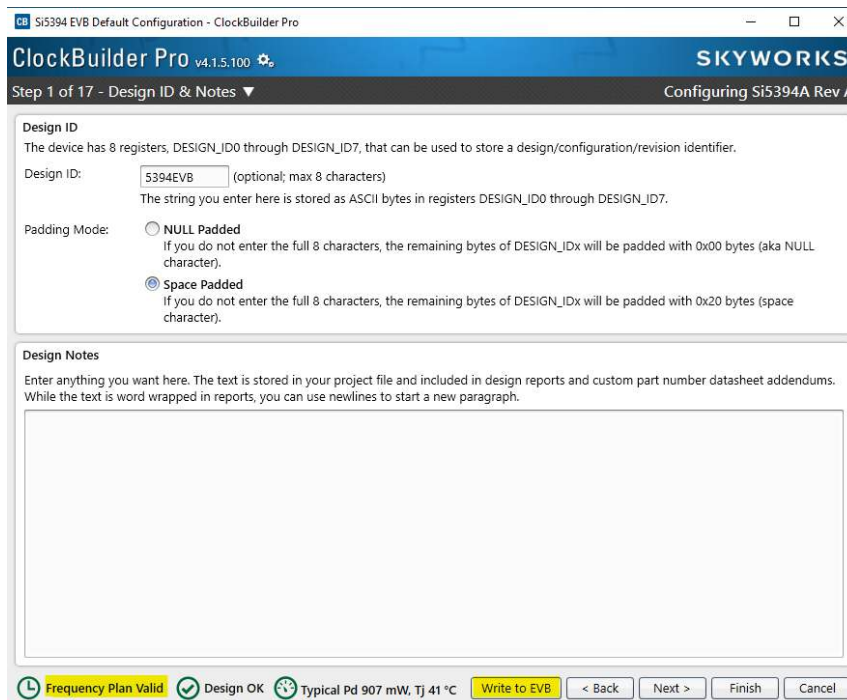 CB Si5394 EVB Default Configuration - ClockBuilder Pro
ClockBuilder Pro v4.1.5.100
SKYWORKS
Step 1 of 17 - Design ID & Notes ▼
Configuring Si5394A Rev A
Design ID
The device has 8 registers, DESIGN_ID0 through DESIGN_ID7, that can be used to store a design/configuration/revision identifier.
Design ID: 5394EVB (optional; max 8 characters)
The string you enter here is stored as ASCII bytes in registers DESIGN_ID0 through DESIGN_ID7.
Padding Mode: NULL Padded
If you do not enter the full 8 characters, the remaining bytes of DESIGN_IDx will be padded with 0x00 bytes (aka NULL
character).
Space Padded
If you do not enter the full 8 characters, the remaining bytes of DESIGN_IDx will be padded with 0x20 bytes (space
character).
Design Notes
Enter anything you want here. The text is stored in your project file and included in design reports and custom part number datasheet addendums.
While the text is word wrapped in reports, you can use newlines to start a new paragraph.
Frequency Plan Valid Design OK Typical Pd 907 mW, Tj 41 °C Write to EVB < Back Next > Finish Cancel